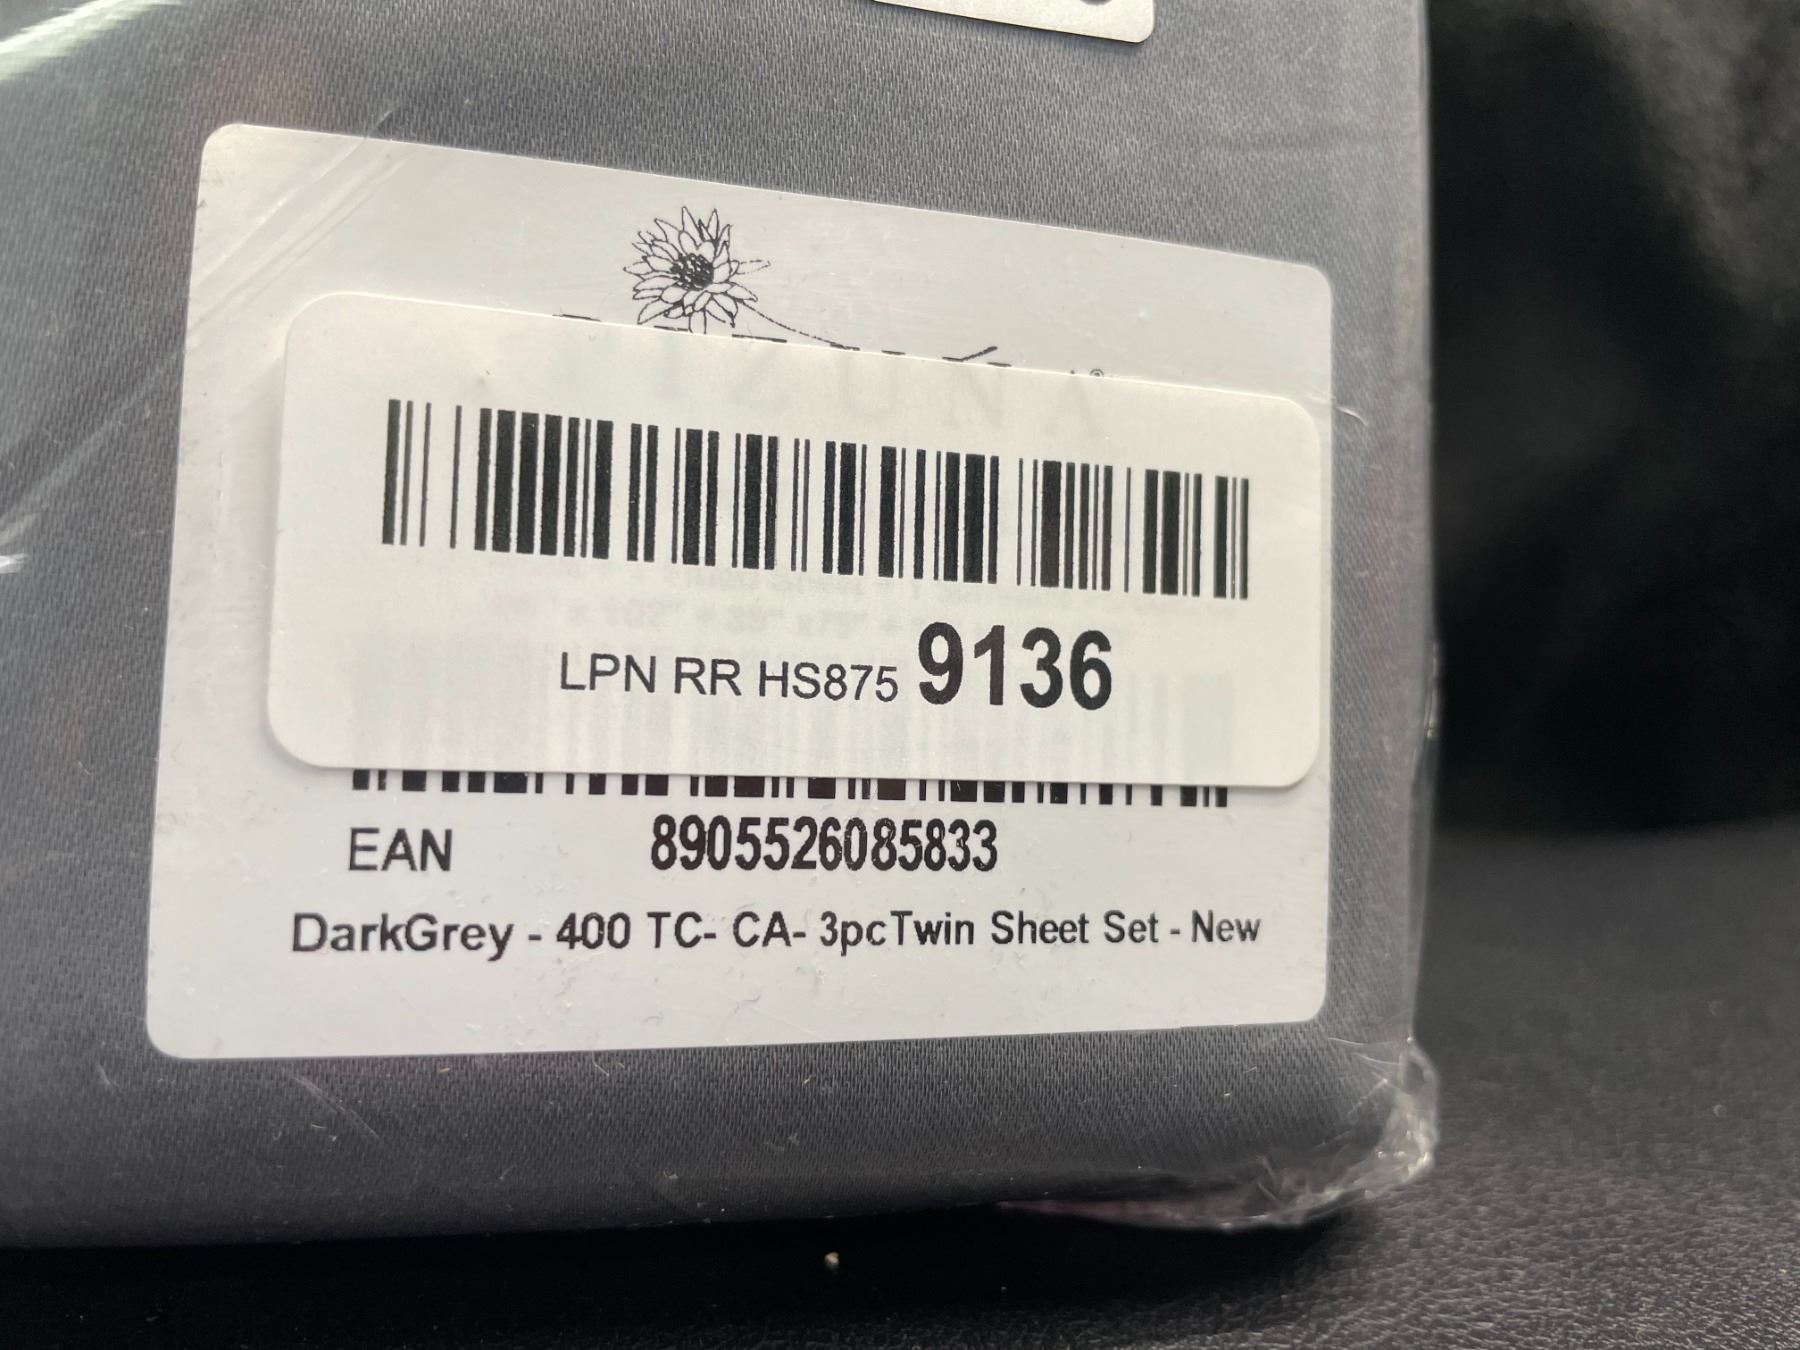 LPN RR HS875 9136
EAN 8905526085833
DarkGrey - 400 TC- CA- 3pcTwin Sheet Set - New